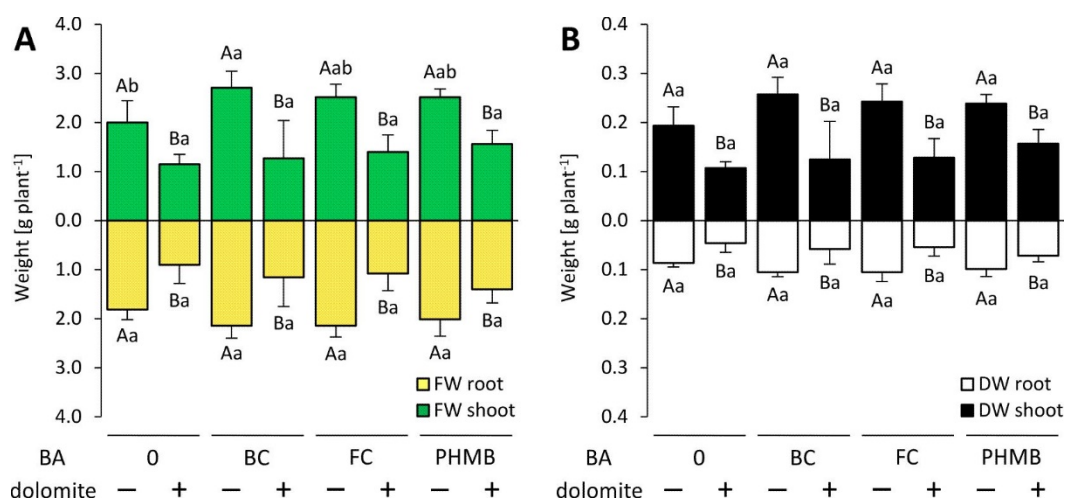 A
4.0
3.0
2.0
1.0
0.0
1.0
2.0
3.0
4.0
Weight [g plant-1]
Ab Ba Aa Ba Aab Ba Aab Ba
Aa Ba Aa Ba Aa Ba Aa Ba
FW root
FW shoot
BA 0 BC FC PHMB
dolomite − + − + − + − +
B
0.4
0.3
0.2
0.1
0.0
0.1
0.2
0.3
0.4
Weight [g plant-1]
Aa Ba Aa Ba Aa Ba Aa Ba
Aa Ba Aa Ba Aa Ba Aa Ba
DW root
DW shoot
BA 0 BC FC PHMB
dolomite − + − + − + − +